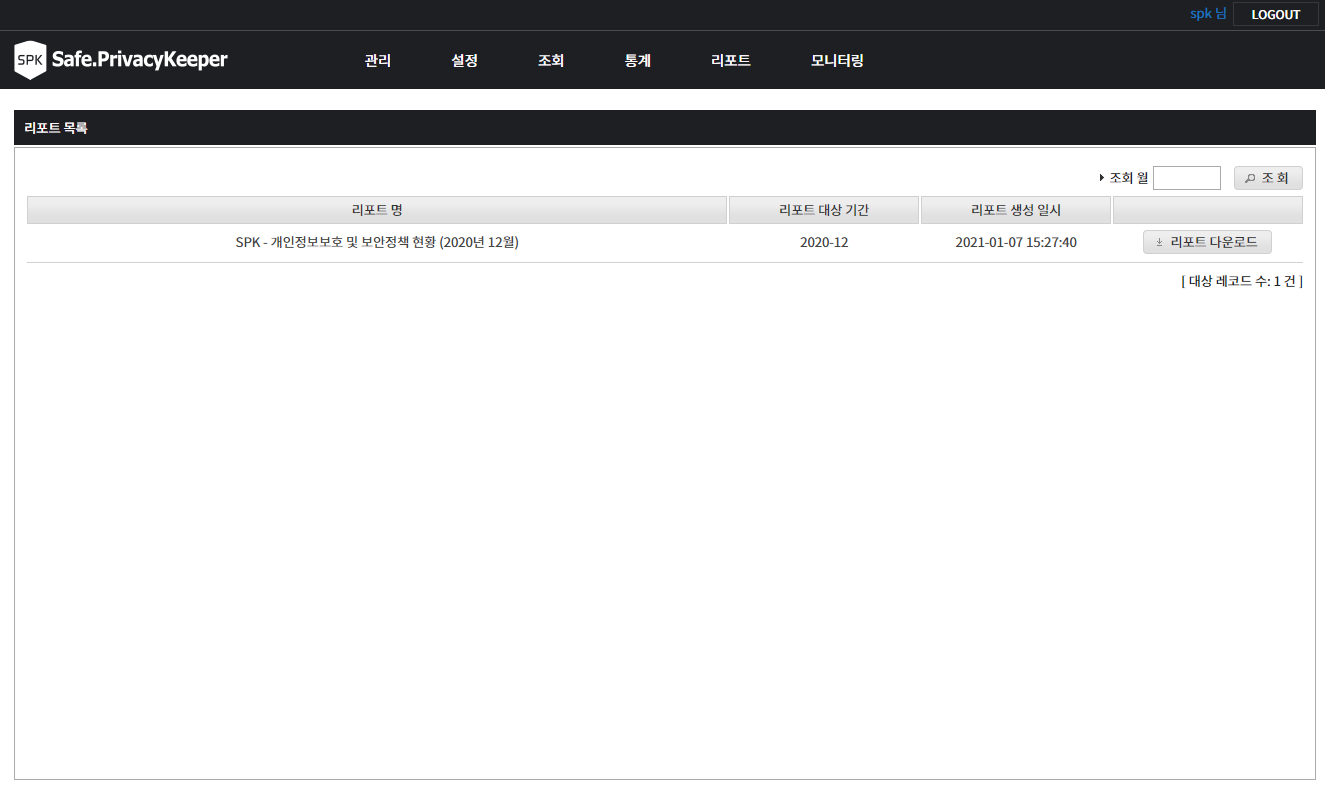 spk 님 LOGOUT
SPK Safe.PrivacyKeeper 관리 설정 조회 통계 리포트 모니터링
리포트 목록
조회 월 조 회
리포트 명 리포트 대상 기간 리포트 생성 일시
SPK - 개인정보보호 및 보안정책 현황 (2020년 12월) 2020-12 2021-01-07 15:27:40 리포트 다운로드
[ 대상 레코드 수: 1 건 ]